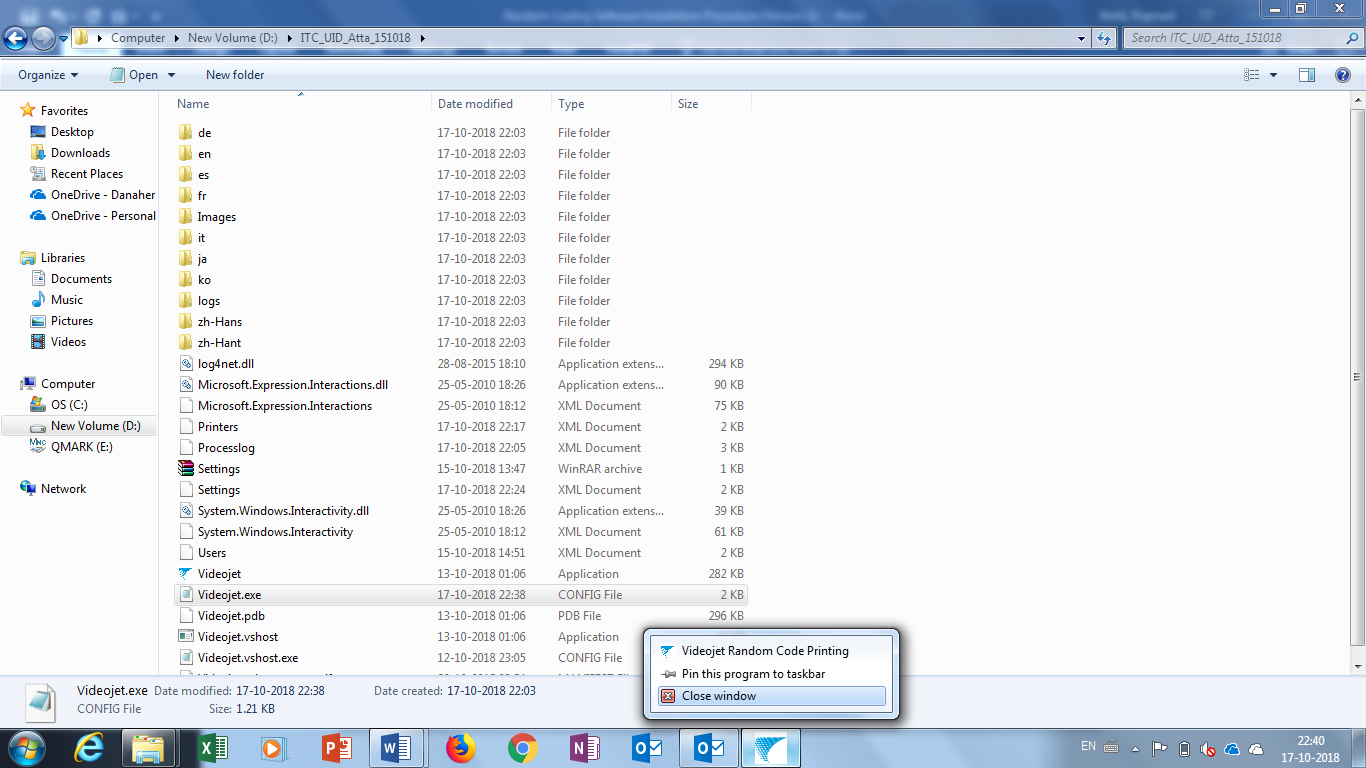 Computer ▸ New Volume (D:) ▸ ITC_UID_Atta_151018 ▸
Search ITC_UID_Atta_151018
Organize Open New folder
Name Date modified Type Size
Favorites
Desktop
Downloads
Recent Places
OneDrive - Danaher
OneDrive - Personal
Libraries
Documents
Music
Pictures
Videos
Computer
OS (C:)
New Volume (D:)
QMARK (E:)
Network
de 17-10-2018 22:03 File folder
en 17-10-2018 22:03 File folder
es 17-10-2018 22:03 File folder
fr 17-10-2018 22:03 File folder
Images 17-10-2018 22:03 File folder
it 17-10-2018 22:03 File folder
ja 17-10-2018 22:03 File folder
ko 17-10-2018 22:03 File folder
logs 17-10-2018 22:03 File folder
zh-Hans 17-10-2018 22:03 File folder
zh-Hant 17-10-2018 22:03 File folder
log4net.dll 28-08-2015 18:10 Application extens... 294 KB
Microsoft.Expression.Interactions.dll 25-05-2010 18:26 Application extens... 90 KB
Microsoft.Expression.Interactions 25-05-2010 18:12 XML Document 75 KB
Printers 17-10-2018 22:17 XML Document 2 KB
Processlog 17-10-2018 22:05 XML Document 3 KB
Settings 15-10-2018 13:47 WinRAR archive 1 KB
Settings 17-10-2018 22:24 XML Document 2 KB
System.Windows.Interactivity.dll 25-05-2010 18:26 Application extens... 39 KB
System.Windows.Interactivity 25-05-2010 18:12 XML Document 61 KB
Users 15-10-2018 14:51 XML Document 2 KB
Videojet 13-10-2018 01:06 Application 282 KB
Videojet.exe 17-10-2018 22:38 CONFIG File 2 KB
Videojet.pdb 13-10-2018 01:06 PDB File 296 KB
Videojet.vshost 13-10-2018 01:06 Application
Videojet.vshost.exe 12-10-2018 23:05 CONFIG File
Videojet Random Code Printing
Pin this program to taskbar
Close window
Videojet.exe Date modified: 17-10-2018 22:38 Date created: 17-10-2018 22:03
CONFIG File Size: 1.21 KB
EN
22:40
17-10-2018